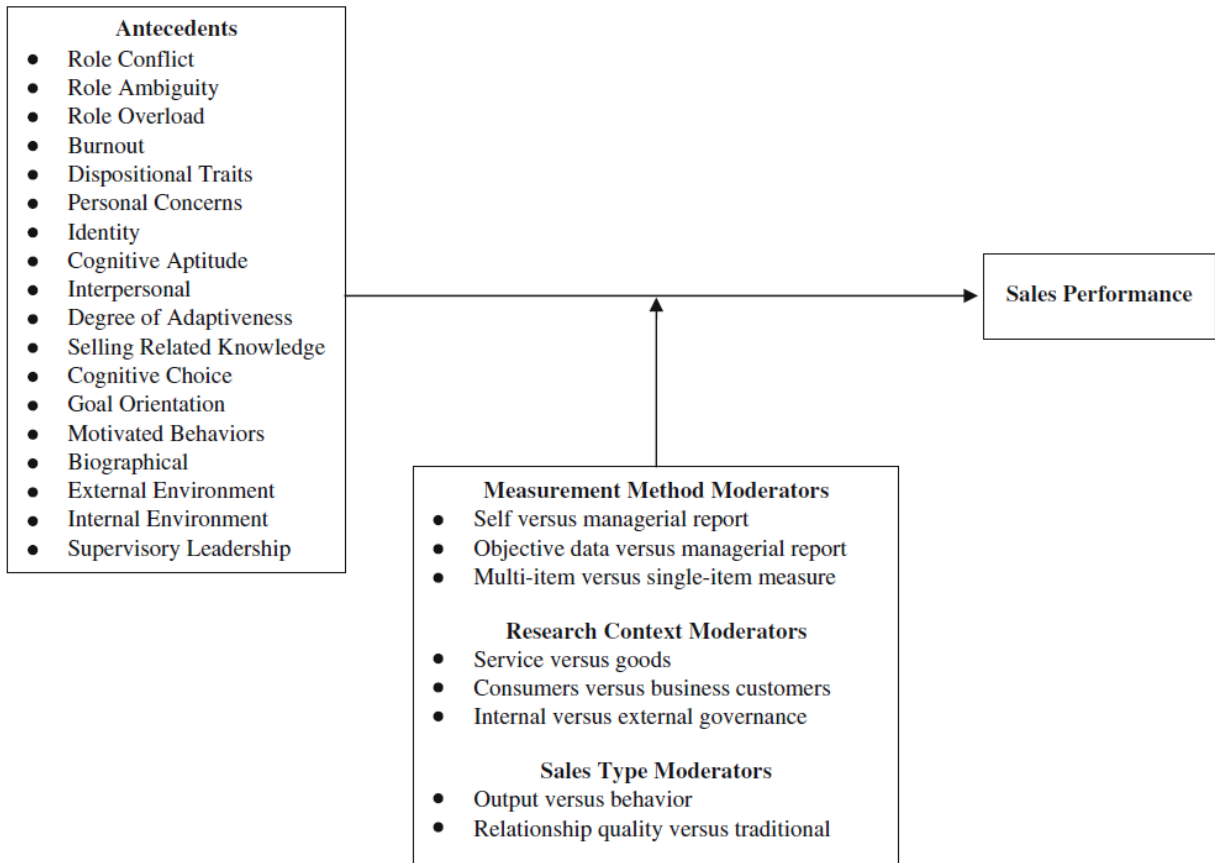 Antecedents
● Role Conflict
● Role Ambiguity
● Role Overload
● Burnout
● Dispositional Traits
● Personal Concerns
● Identity
● Cognitive Aptitude
● Interpersonal
● Degree of Adaptiveness
● Selling Related Knowledge
● Cognitive Choice
● Goal Orientation
● Motivated Behaviors
● Biographical
● External Environment
● Internal Environment
● Supervisory Leadership
Sales Performance
Measurement Method Moderators
● Self versus managerial report
● Objective data versus managerial report
● Multi-item versus single-item measure
Research Context Moderators
● Service versus goods
● Consumers versus business customers
● Internal versus external governance
Sales Type Moderators
● Output versus behavior
● Relationship quality versus traditional